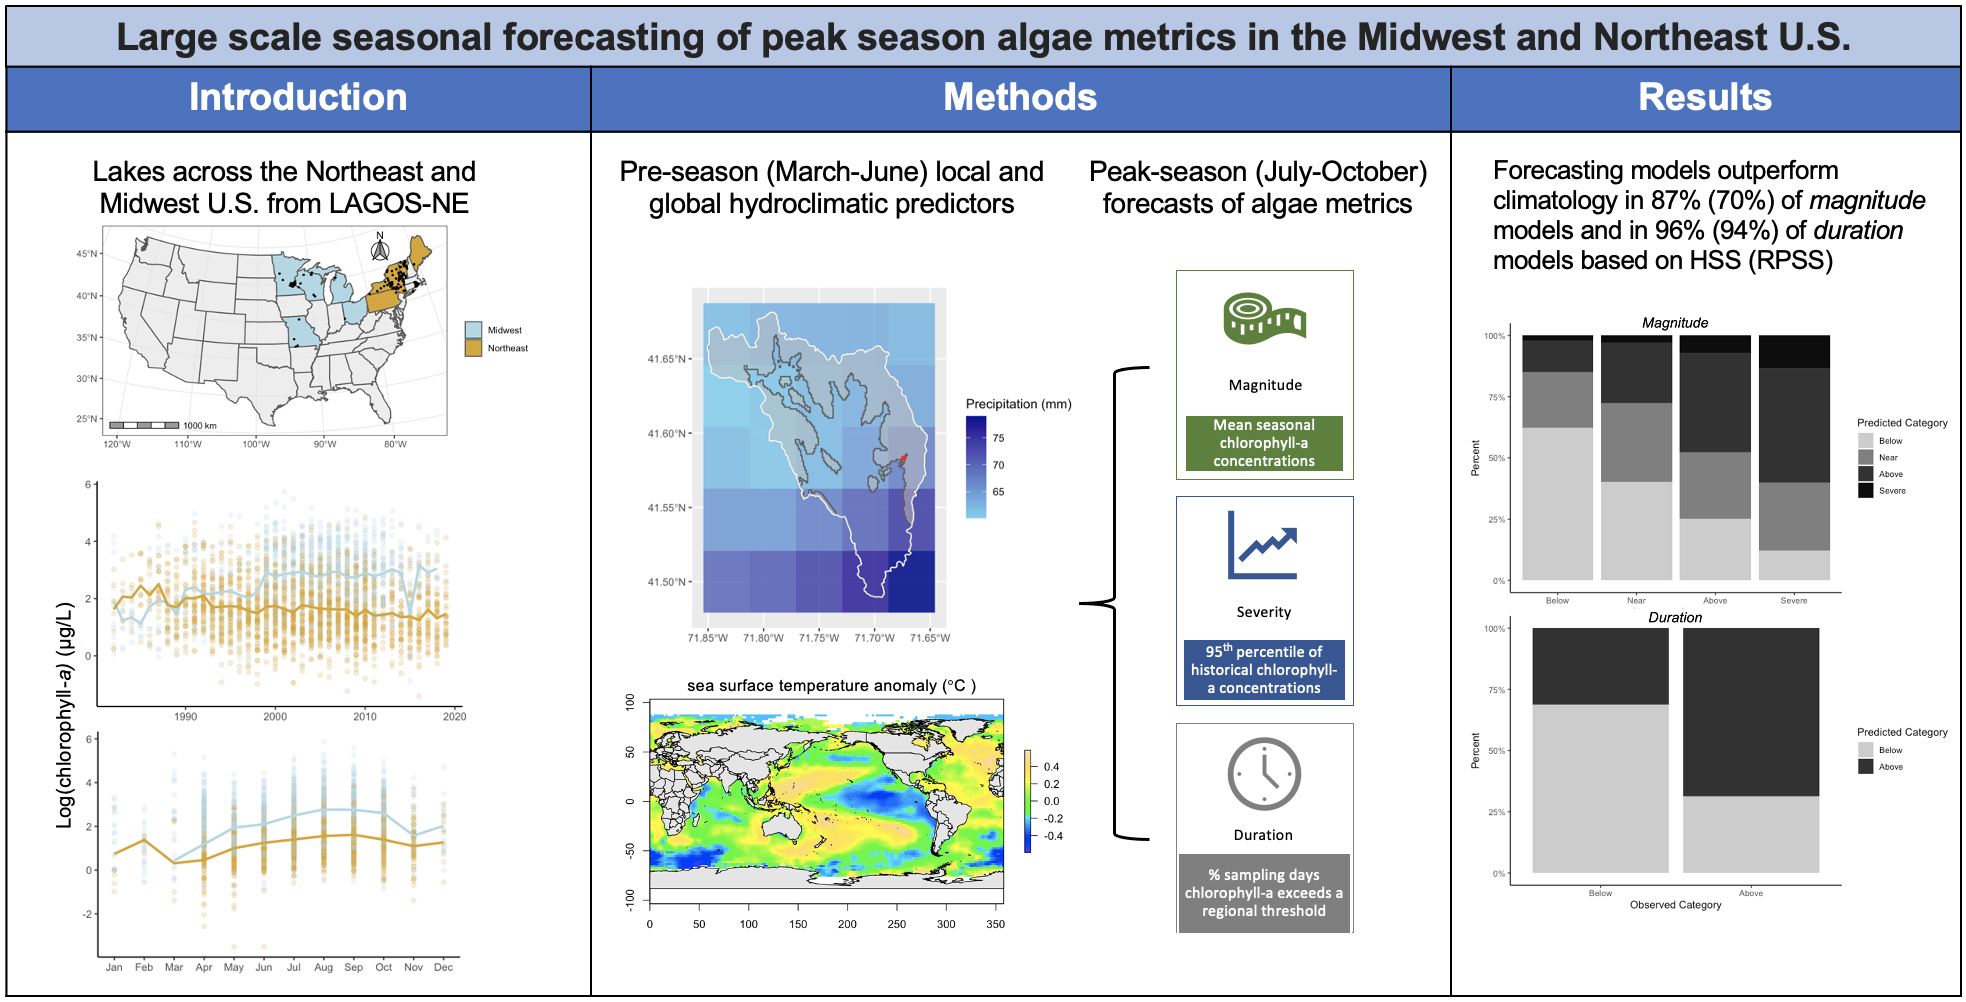 Large scale seasonal forecasting of peak season algae metrics in the Midwest and Northeast U.S.
Introduction
Methods
Results
Lakes across the Northeast and
Midwest U.S. from LAGOS-NE
N
45°N
40°N
35°N
30°N
25°N
1000 km
120°W
110°W
100°W
90°W
80°W
Midwest
Northeast
Log(chlorophyll-a) (µg/L)
6
4
2
0
1990
2000
2010
2020
6
4
2
0
-2
Jan
Feb
Mar
Apr
May
Jun
Jul
Aug
Sep
Oct
Nov
Dec
Pre-season (March-June) local and
global hydroclimatic predictors
41.65°N
41.60°N
41.55°N
41.50°N
71.85°W
71.80°W
71.75°W
71.70°W
71.65°W
Precipitation (mm)
75
70
65
sea surface temperature anomaly (°C )
100
50
0
-50
-100
0
50
100
150
200
250
300
350
0.4
0.2
0.0
-0.2
-0.4
Peak-season (July-October)
forecasts of algae metrics
Magnitude
Mean seasonal
chlorophyll-a
concentrations
Severity
95th percentile of
historical chlorophyll-
a concentrations
Duration
% sampling days
chlorophyll-a exceeds a
regional threshold
Forecasting models outperform
climatology in 87% (70%) of magnitude
models and in 96% (94%) of duration
models based on HSS (RPSS)
Magnitude
Percent
100%
75%
50%
25%
0%
Below
Near
Above
Severe
Predicted Category
Below
Near
Above
Severe
Duration
Percent
100%
75%
50%
25%
0%
Below
Above
Observed Category
Predicted Category
Below
Above